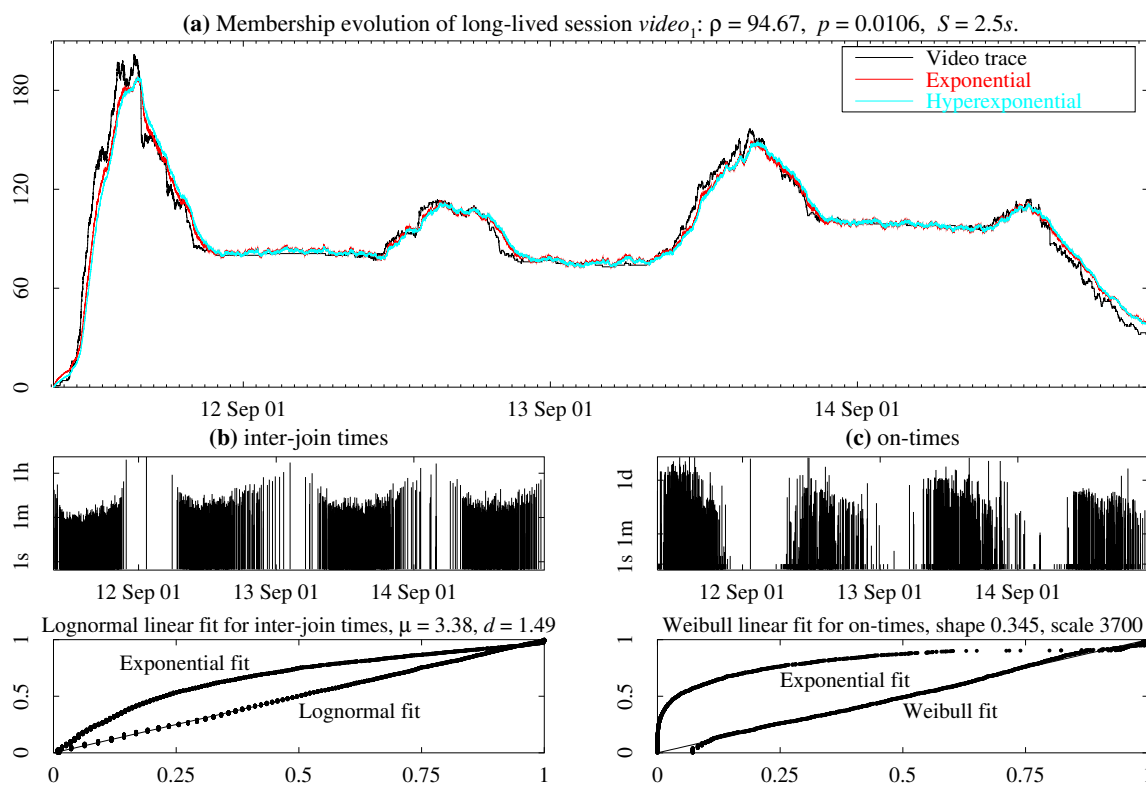 (a) Membership evolution of long-lived session video1: ρ = 94.67, p = 0.0106, S = 2.5s.
Video trace
Exponential
Hyperexponential
180
120
60
0
12 Sep 01
13 Sep 01
14 Sep 01
(b) inter-join times
1h
1m
1s
12 Sep 01
13 Sep 01
14 Sep 01
(c) on-times
1d
1m
1s
12 Sep 01
13 Sep 01
14 Sep 01
Lognormal linear fit for inter-join times, μ = 3.38, d = 1.49
1
0.5
0
Exponential fit
Lognormal fit
0
0.25
0.5
0.75
1
Weibull linear fit for on-times, shape 0.345, scale 3700
1
0.5
0
Exponential fit
Weibull fit
0
0.25
0.5
0.75
1